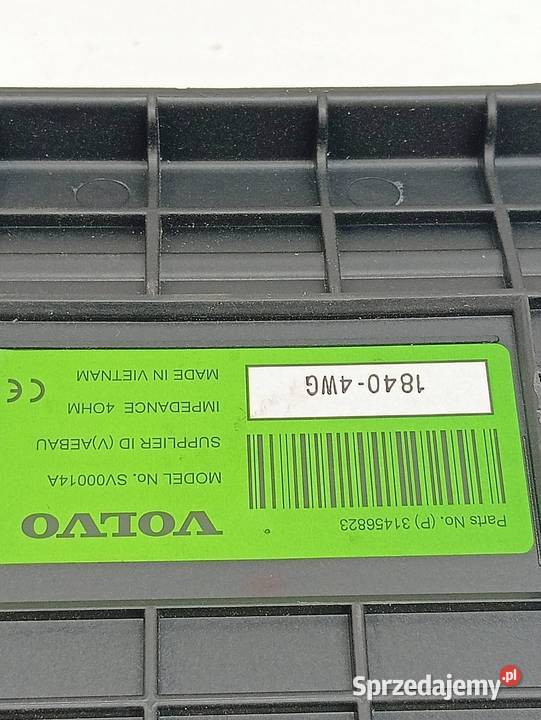 Parts No. (P) 31456823
VOLVO
MODEL No. SV00014A
SUPPLIER ID (V)AEBAU
IMPEDANCE 4OHM
MADE IN VIETNAM
CE
1840-4WG
Sprzedajemy.pl